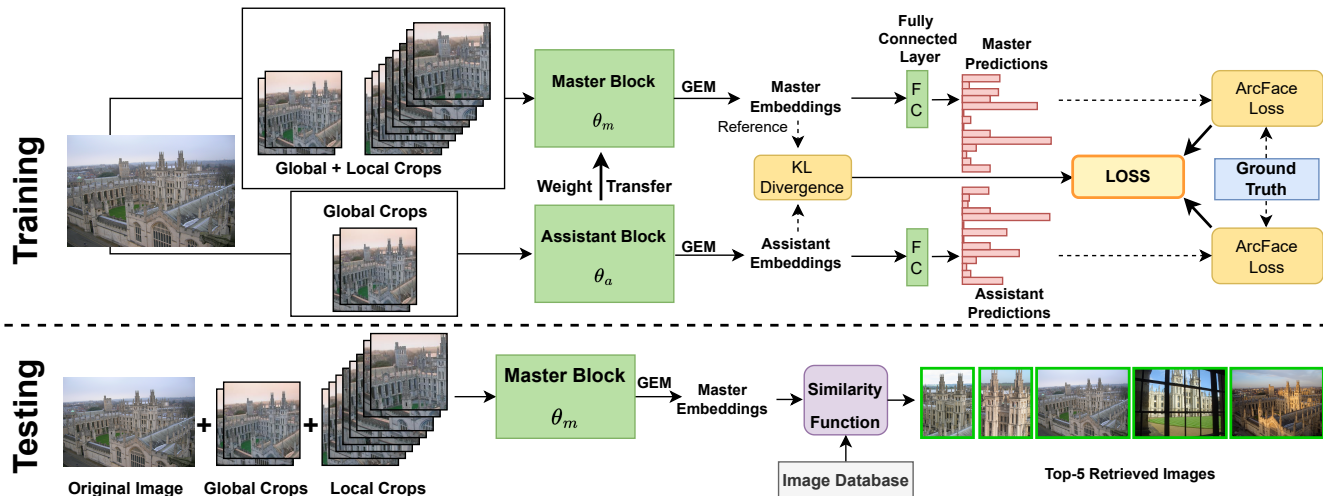 Training
Global + Local Crops
Global Crops
Master Block
θm
Weight Transfer
Assistant Block
θa
GEM
GEM
Master
Embeddings
Reference
KL
Divergence
Assistant
Embeddings
Fully
Connected
Layer
F
C
F
C
Master
Predictions
Assistant
Predictions
ArcFace
Loss
LOSS
Ground
Truth
ArcFace
Loss
Testing
Original Image
+
Global Crops
+
Local Crops
Master Block
θm
GEM
Master
Embeddings
Similarity
Function
Image Database
Top-5 Retrieved Images